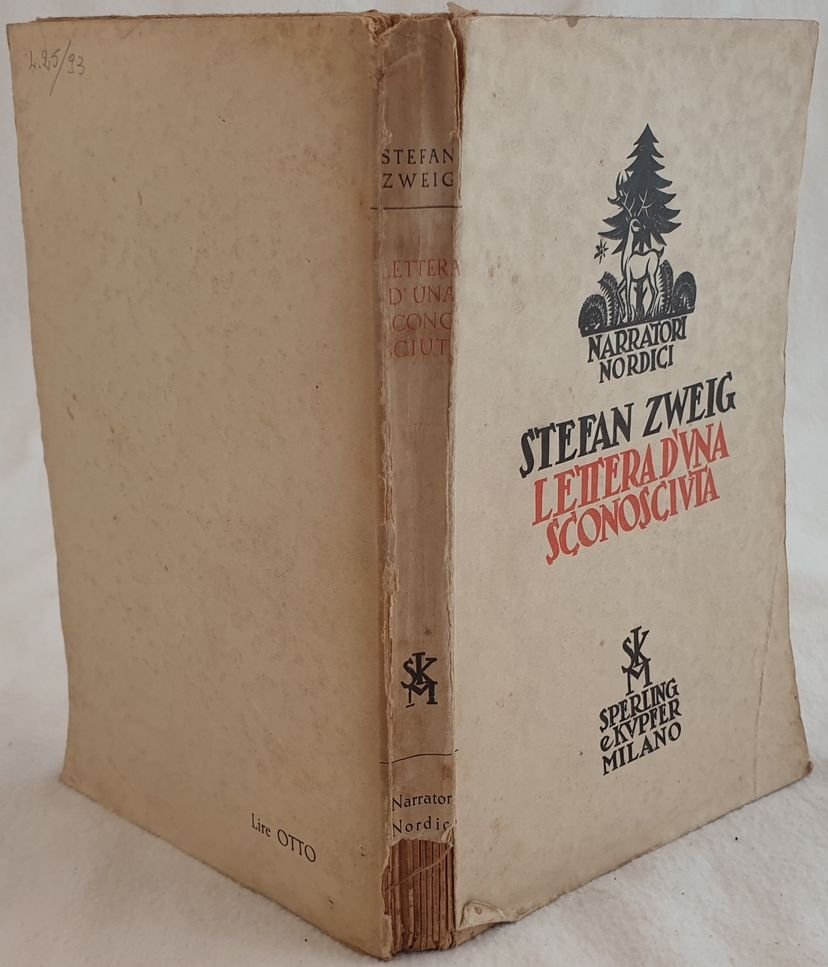 L.25/93
Lire OTTO
STEFAN
ZWEIG
LETTERA
D'UNA
SCONO
SCIUT
SKM
Narrator
Nordic
NARRATORI
NORDICI
STEFAN ZWEIG
LETTERA D'VNA
SCONOSCIVTA
SKM
SPERLING
e KVPFER
MILANO